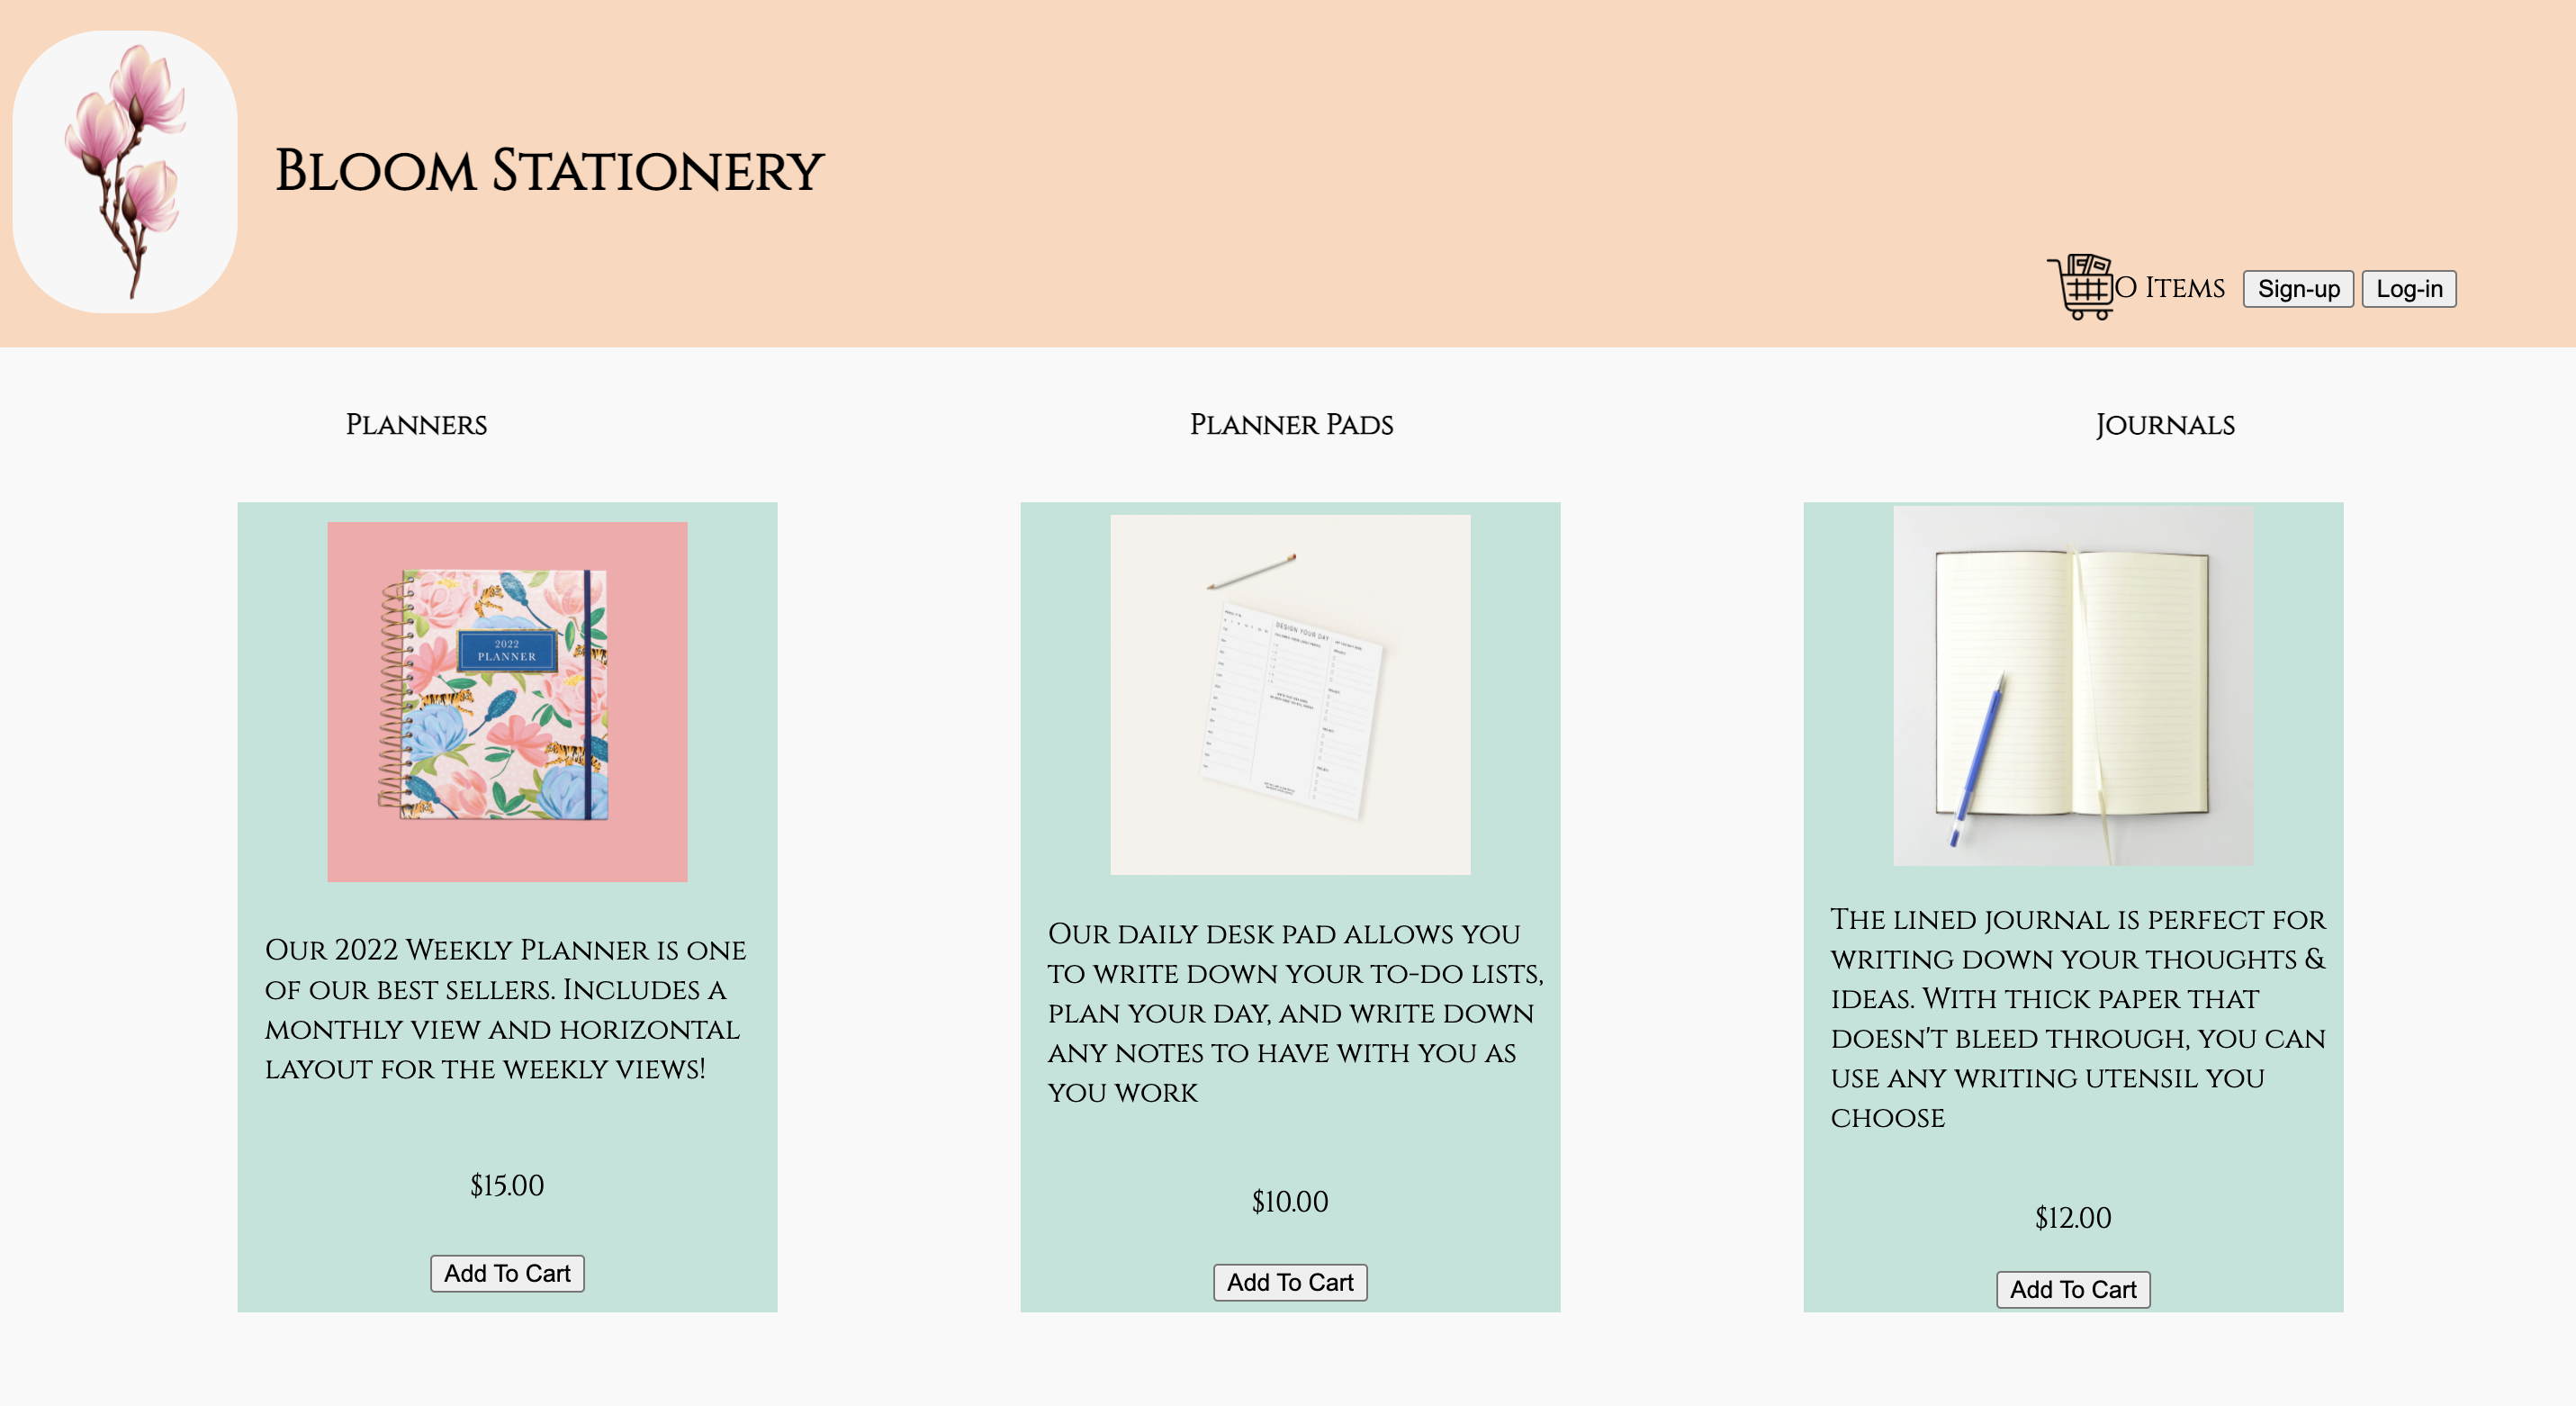 Bloom Stationery
0 Items Sign-up Log-in
Planners
Planner Pads
Journals
2022
PLANNER
Our 2022 Weekly Planner is one
of our best sellers. Includes a
monthly view and horizontal
layout for the weekly views!
$15.00
Add To Cart
DESIGN YOUR DAY
Our daily desk pad allows you
to write down your to-do lists,
plan your day, and write down
any notes to have with you as
you work
$10.00
Add To Cart
The lined journal is perfect for
writing down your thoughts &
ideas. With thick paper that
doesn't bleed through, you can
use any writing utensil you
choose
$12.00
Add To Cart